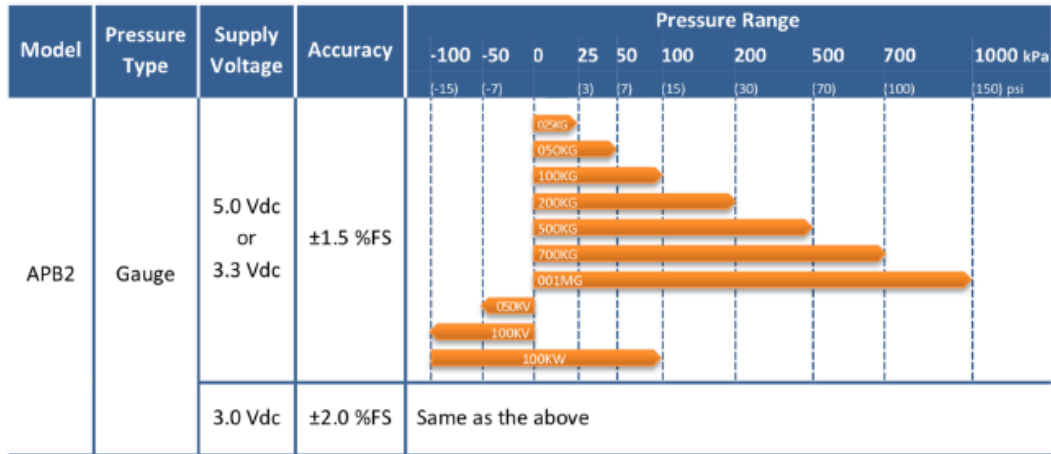 Pressure Range
Model Pressure Type Supply Voltage Accuracy
-100 -50 0 25 50 100 200 500 700 1000 kPa
(-15) (-7) (3) (7) (15) (30) (70) (100) (150) psi
025KG
050KG
100KG
200KG
500KG
700KG
001MG
050KV
100KV
100KW
APB2 Gauge
5.0 Vdc
or
3.3 Vdc
±1.5 %FS
3.0 Vdc ±2.0 %FS Same as the above